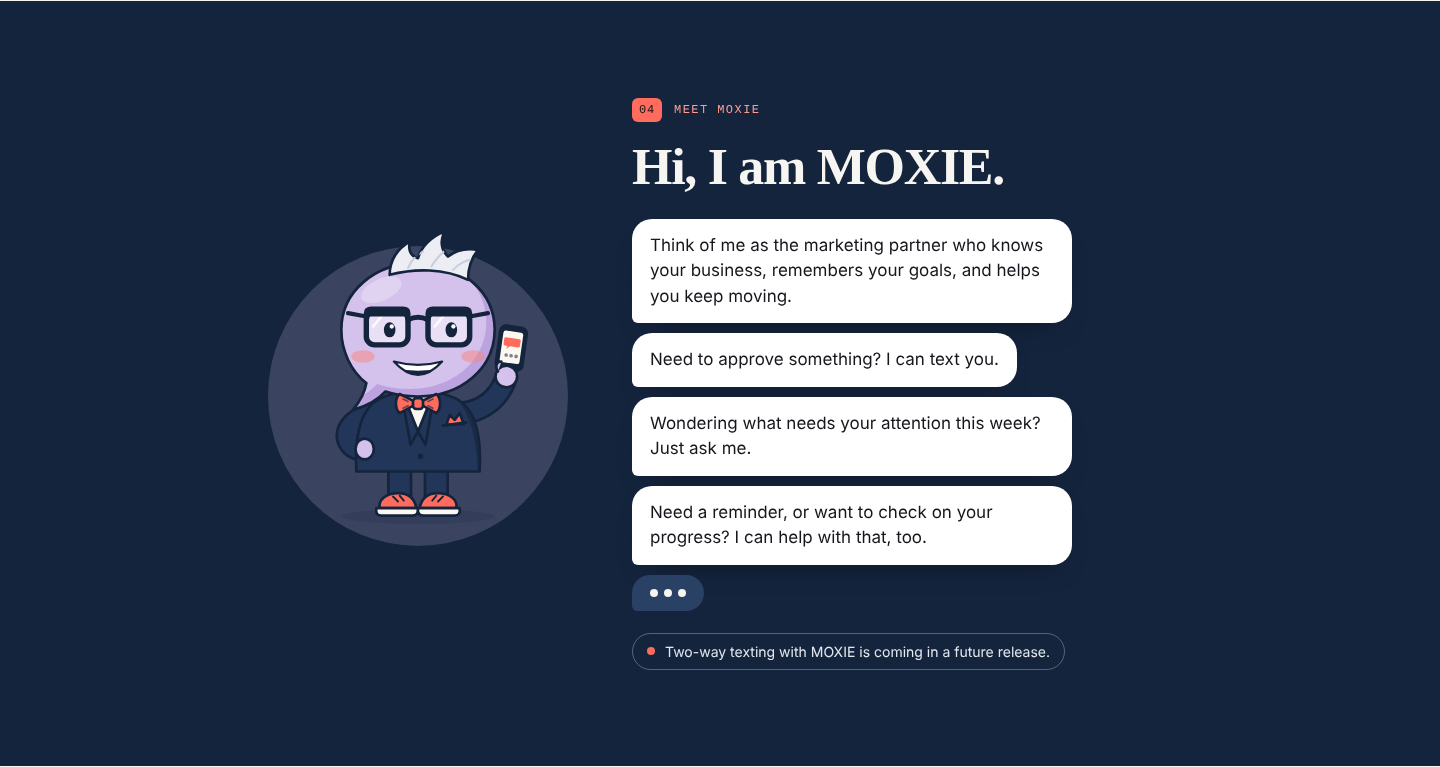 04 MEET MOXIE
Hi, I am MOXIE.
Think of me as the marketing partner who knows
your business, remembers your goals, and helps
you keep moving.
Need to approve something? I can text you.
Wondering what needs your attention this week?
Just ask me.
Need a reminder, or want to check on your
progress? I can help with that, too.
Two-way texting with MOXIE is coming in a future release.